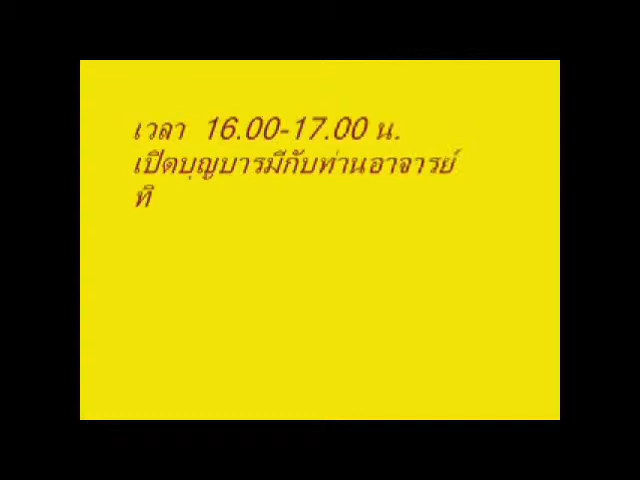 เวลา 16.00-17.00 น.
เปิดบุญบารมีกับท่านอาจารย์
ทิ